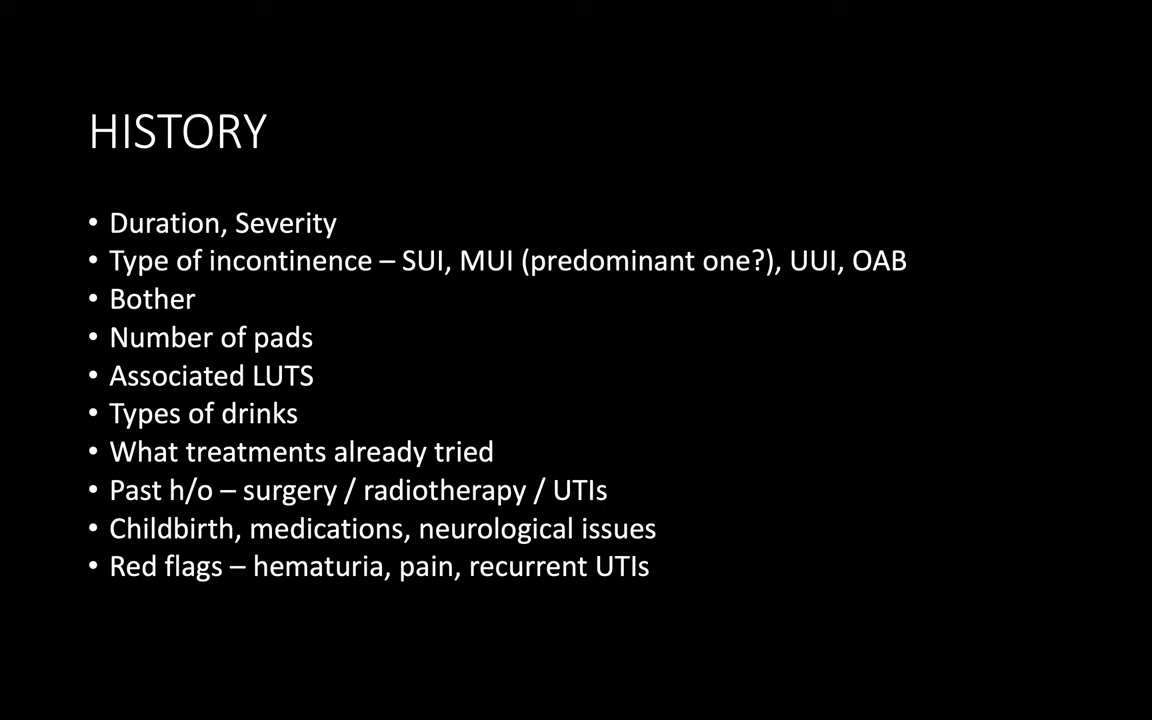 HISTORY
• Duration, Severity
• Type of incontinence – SUI, MUI (predominant one?), UUI, OAB
• Bother
• Number of pads
• Associated LUTS
• Types of drinks
• What treatments already tried
• Past h/o – surgery / radiotherapy / UTIs
• Childbirth, medications, neurological issues
• Red flags – hematuria, pain, recurrent UTIs